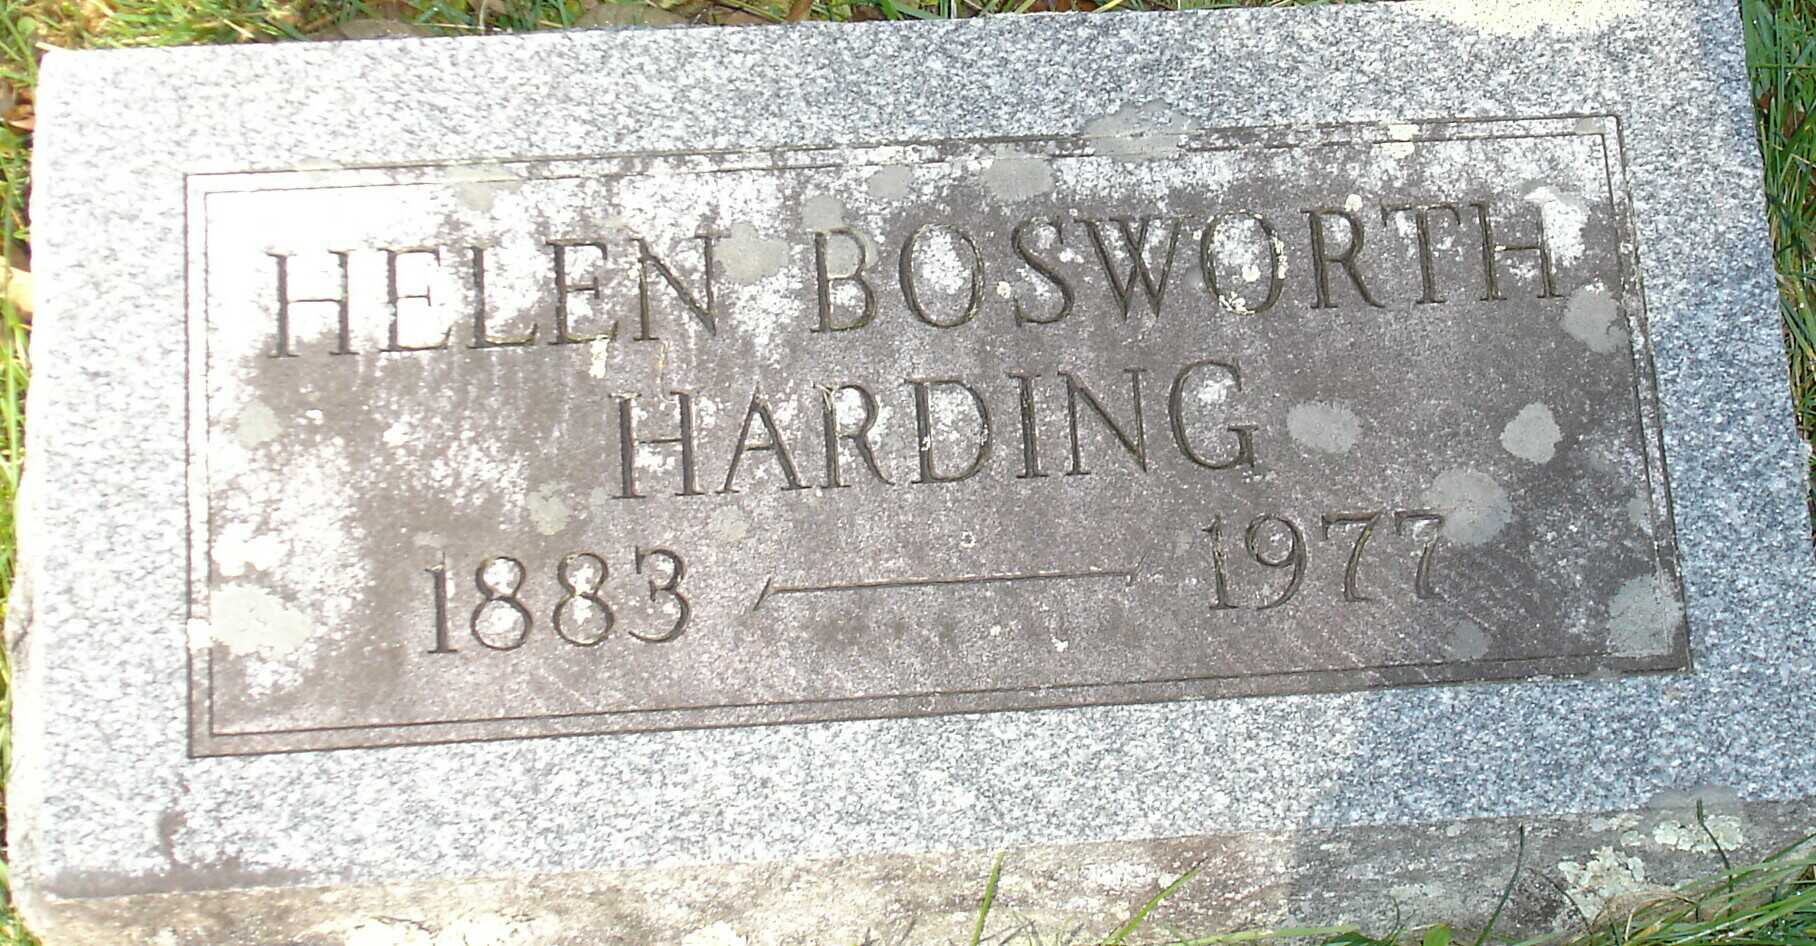 HELEN BOSWORTH
HARDING
1883 — 1977